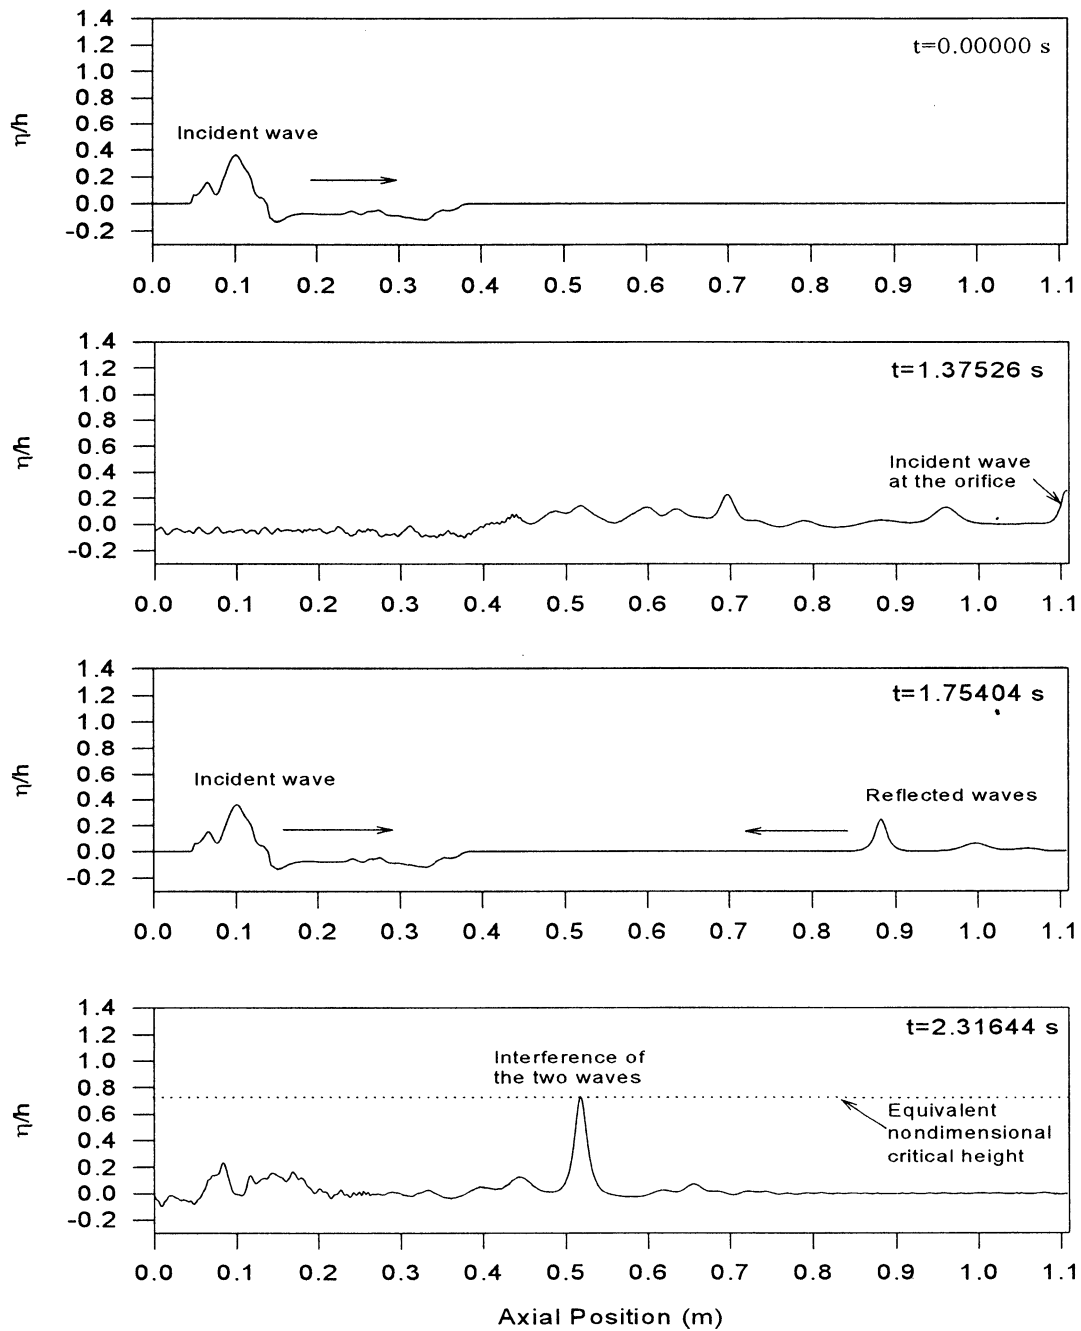 1.4
1.2
1.0
0.8
0.6
0.4
0.2
0.0
-0.2
η/h
t=0.00000 s
Incident wave
0.0 0.1 0.2 0.3 0.4 0.5 0.6 0.7 0.8 0.9 1.0 1.1
1.4
1.2
1.0
0.8
0.6
0.4
0.2
0.0
-0.2
η/h
t=1.37526 s
Incident wave
at the orifice
0.0 0.1 0.2 0.3 0.4 0.5 0.6 0.7 0.8 0.9 1.0 1.1
1.4
1.2
1.0
0.8
0.6
0.4
0.2
0.0
-0.2
η/h
t=1.75404 s
Incident wave
Reflected waves
0.0 0.1 0.2 0.3 0.4 0.5 0.6 0.7 0.8 0.9 1.0 1.1
1.4
1.2
1.0
0.8
0.6
0.4
0.2
0.0
-0.2
η/h
t=2.31644 s
Interference of
the two waves
Equivalent
nondimensional
critical height
0.0 0.1 0.2 0.3 0.4 0.5 0.6 0.7 0.8 0.9 1.0 1.1
Axial Position (m)